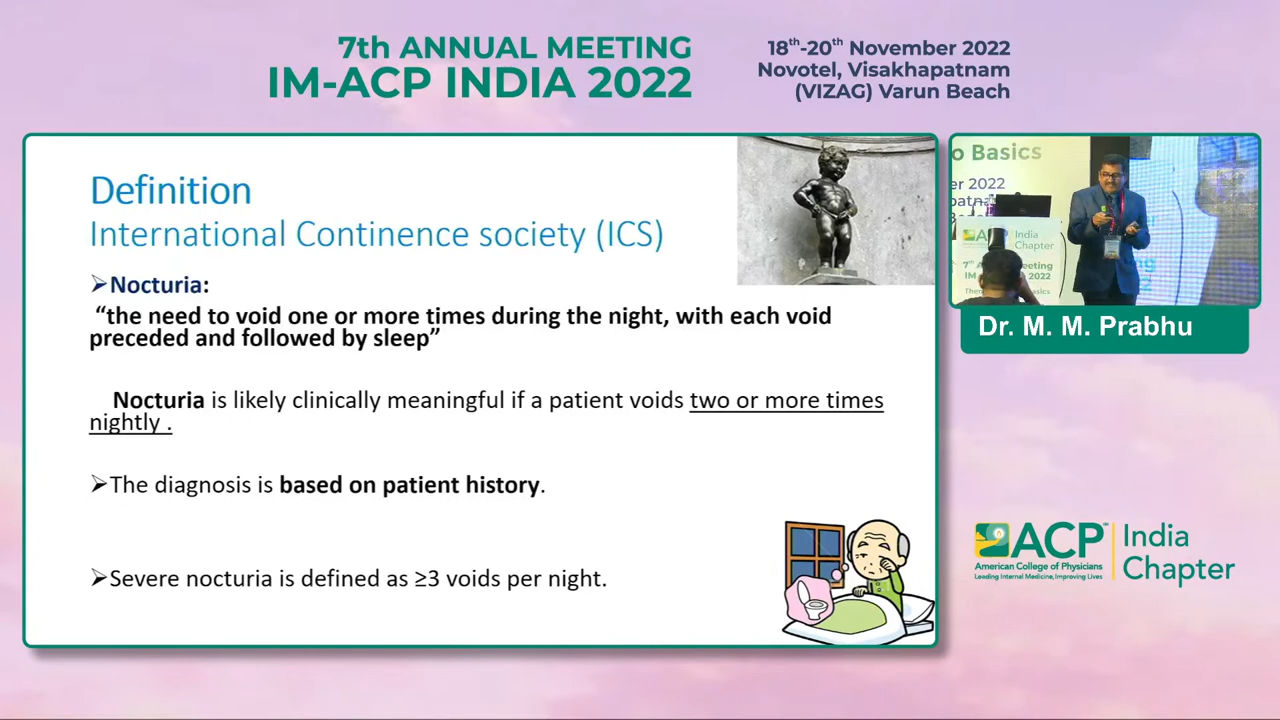 7th ANNUAL MEETING
IM-ACP INDIA 2022
18th-20th November 2022
Novotel, Visakhapatnam
(VIZAG) Varun Beach
Definition
International Continence society (ICS)
➢Nocturia:
“the need to void one or more times during the night, with each void
preceded and followed by sleep”
Nocturia is likely clinically meaningful if a patient voids two or more times
nightly .
➢The diagnosis is based on patient history.
➢Severe nocturia is defined as ≥3 voids per night.
o Basics
er 2022
India
Chapter
Dr. M. M. Prabhu
ACP
American College of Physicians
Leading Internal Medicine, Improving Lives
India
Chapter